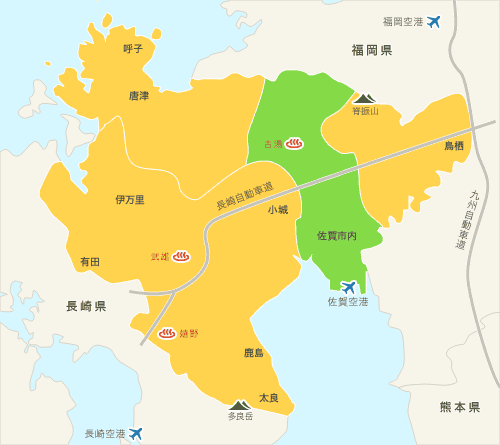 福岡空港
呼子
福岡県
唐津
脊振山
古湯
鳥栖
長崎自動車道
九州自動車道
伊万里
小城
佐賀市内
武雄
有田
佐賀空港
長崎県
嬉野
鹿島
太良
多良岳
熊本県
長崎空港